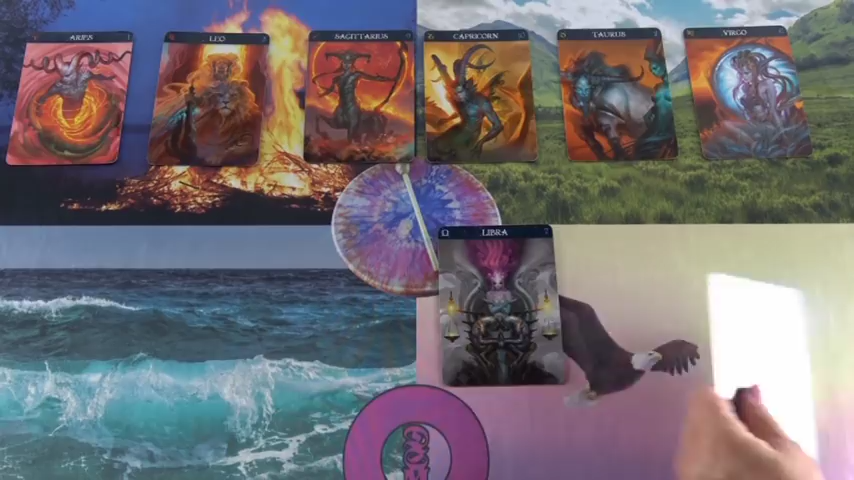 ARIES
LEO
SAGITTARIUS
CAPRICORN
TAURUS
VIRGO
LIBRA